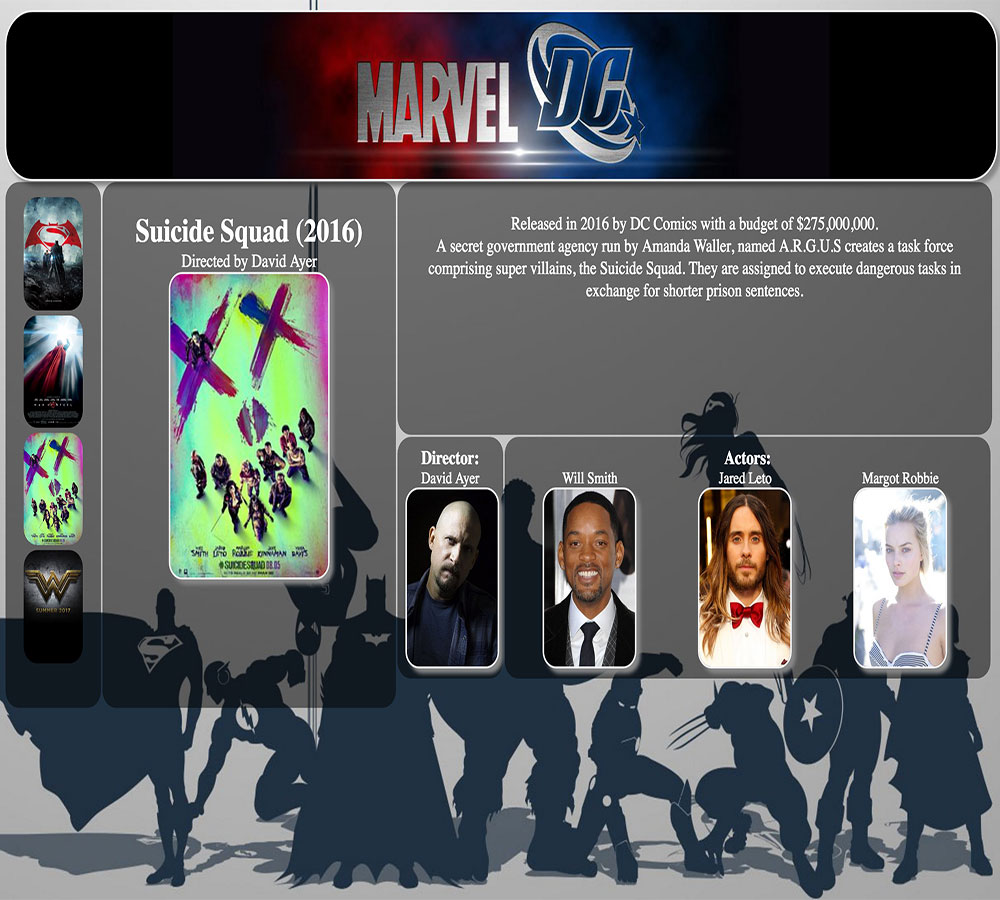 MARVEL DC
Suicide Squad (2016)
Directed by David Ayer
SMITH LETO ROBBIE KINNAMAN DAVIS
#SUICIDESQUAD 08.05
Released in 2016 by DC Comics with a budget of $275,000,000.
A secret government agency run by Amanda Waller, named A.R.G.U.S creates a task force
comprising super villains, the Suicide Squad. They are assigned to execute dangerous tasks in
exchange for shorter prison sentences.
Director:
David Ayer
Actors:
Will Smith
Jared Leto
Margot Robbie
SUMMER 2017